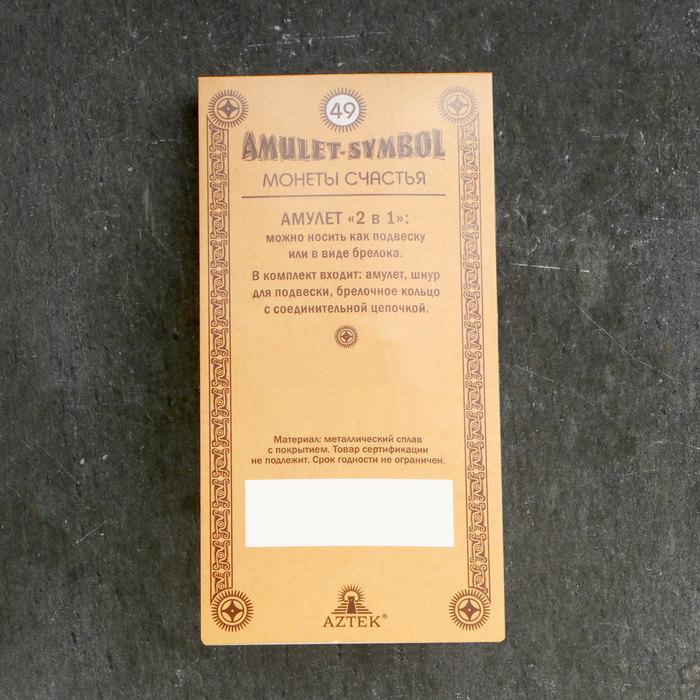 49
AMULET-SYMBOL
МОНЕТЫ СЧАСТЬЯ
АМУЛЕТ «2 в 1»:
можно носить как подвеску
или в виде брелока.
В комплект входит: амулет, шнур
для подвески, брелочное кольцо
с соединительной цепочкой.
Материал: металлический сплав
с покрытием. Товар сертификации
не подлежит. Срок годности не ограничен.
AZTEK®